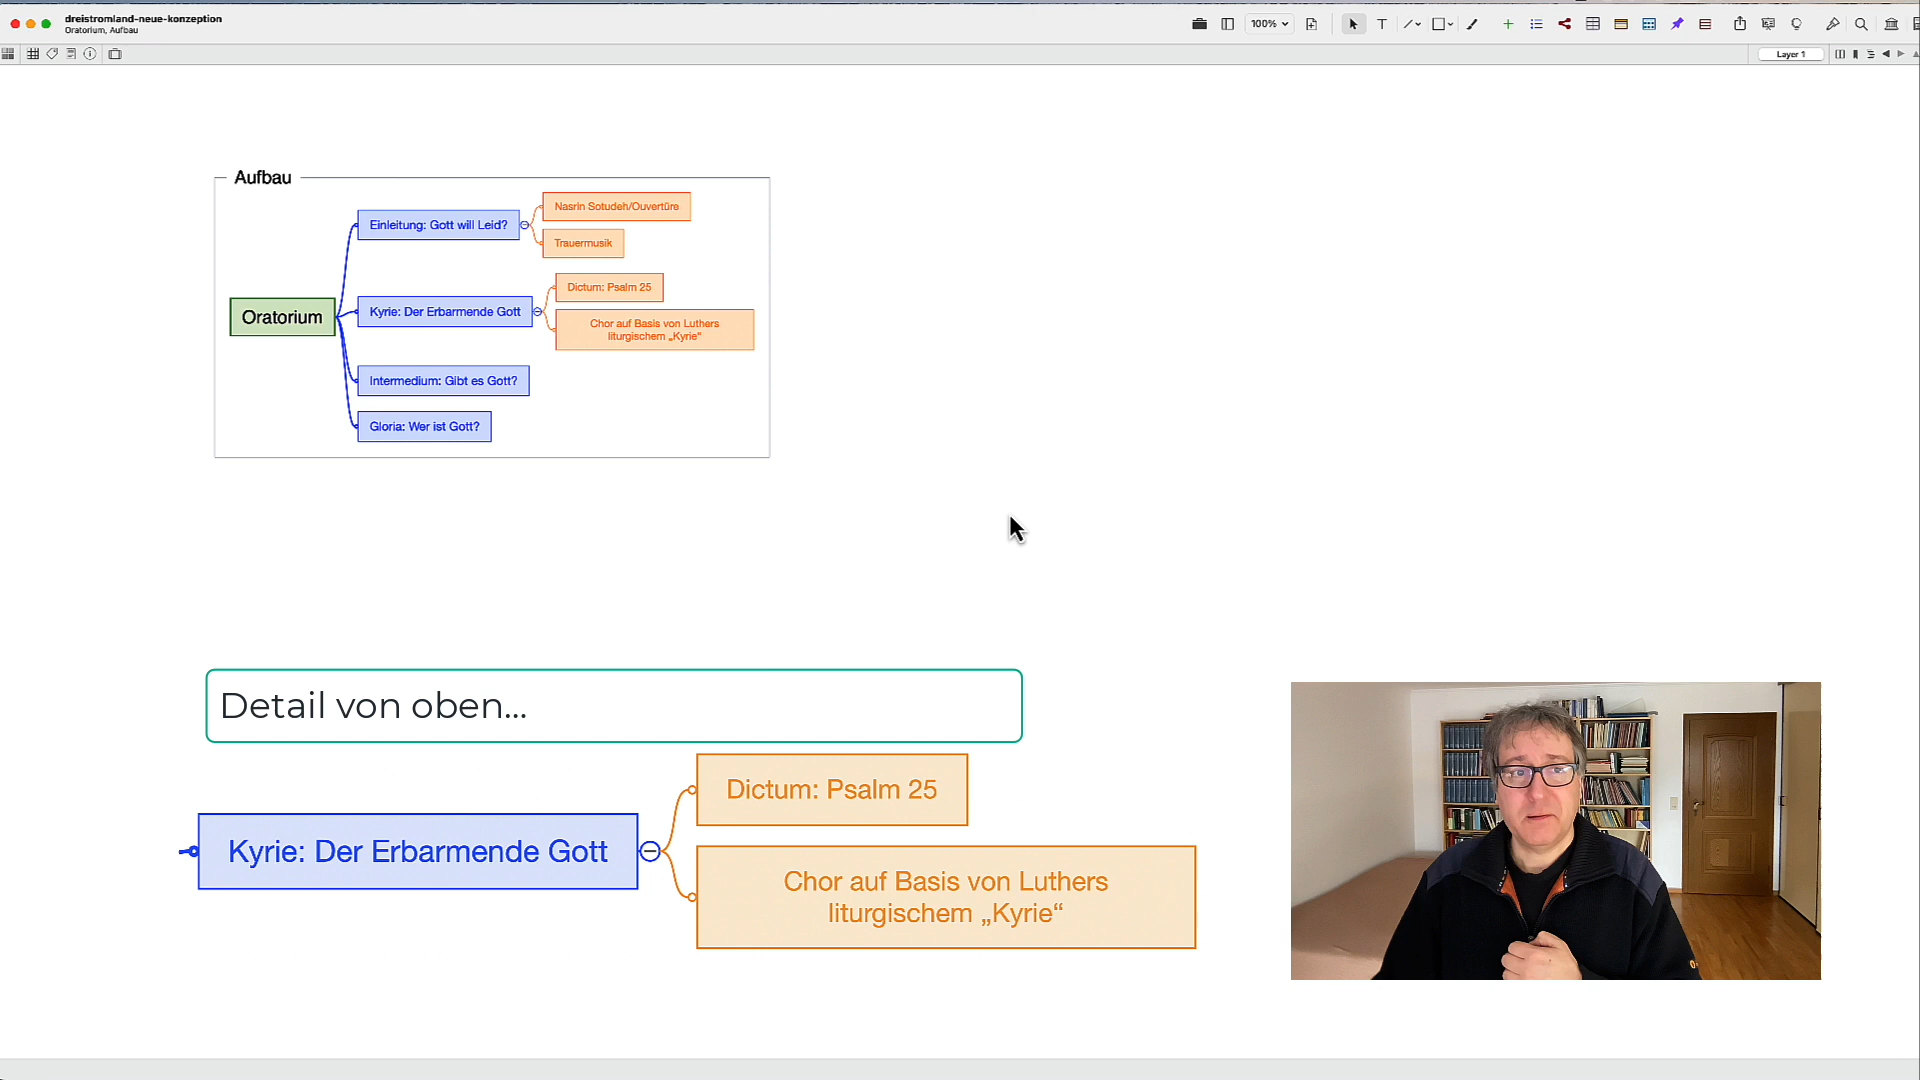 dreistromland-neue-konzeption
Oratorium, Aufbau
100%
Layer 1
Aufbau
Oratorium
Einleitung: Gott will Leid?
Nasrin Sotudeh/Ouvertüre
Trauermusik
Kyrie: Der Erbarmende Gott
Dictum: Psalm 25
Chor auf Basis von Luthers
liturgischem „Kyrie“
Intermedium: Gibt es Gott?
Gloria: Wer ist Gott?
Detail von oben...
Kyrie: Der Erbarmende Gott
Dictum: Psalm 25
Chor auf Basis von Luthers
liturgischem „Kyrie“